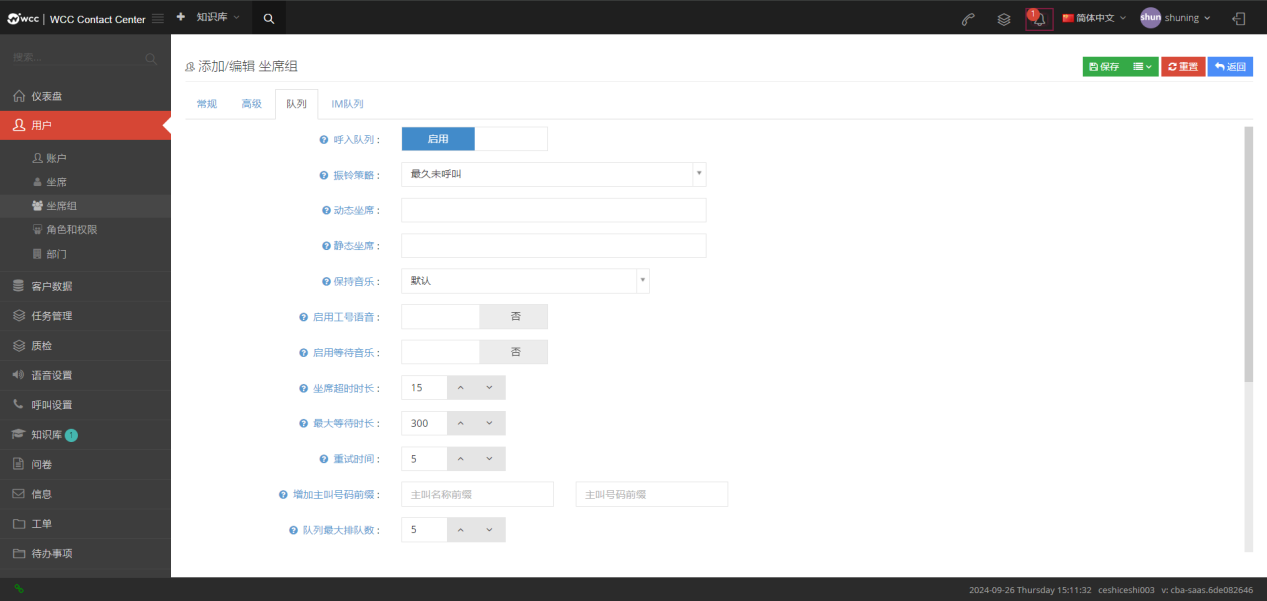 wcc | WCC Contact Center
知识库
1
简体中文
shun
shuning
搜索...
添加/编辑 坐席组
保存
重置
返回
仪表盘
用户
账户
坐席
坐席组
角色和权限
部门
客户数据
任务管理
质检
语音设置
呼叫设置
知识库 1
问卷
信息
工单
待办事项
常规
高级
队列
IM队列
呼入队列 : 启用
振铃策略 : 最久未呼叫
动态坐席 :
静态坐席 :
保持音乐 : 默认
启用工号语音 : 否
启用等待音乐 : 否
坐席超时时长 : 15
最大等待时长 : 300
重试时间 : 5
增加主叫号码前缀 : 主叫名称前缀 主叫号码前缀
队列最大排队数 : 5
2024-09-26 Thursday 15:11:32 ceshiceshi003 v: cba-saas.6de082646